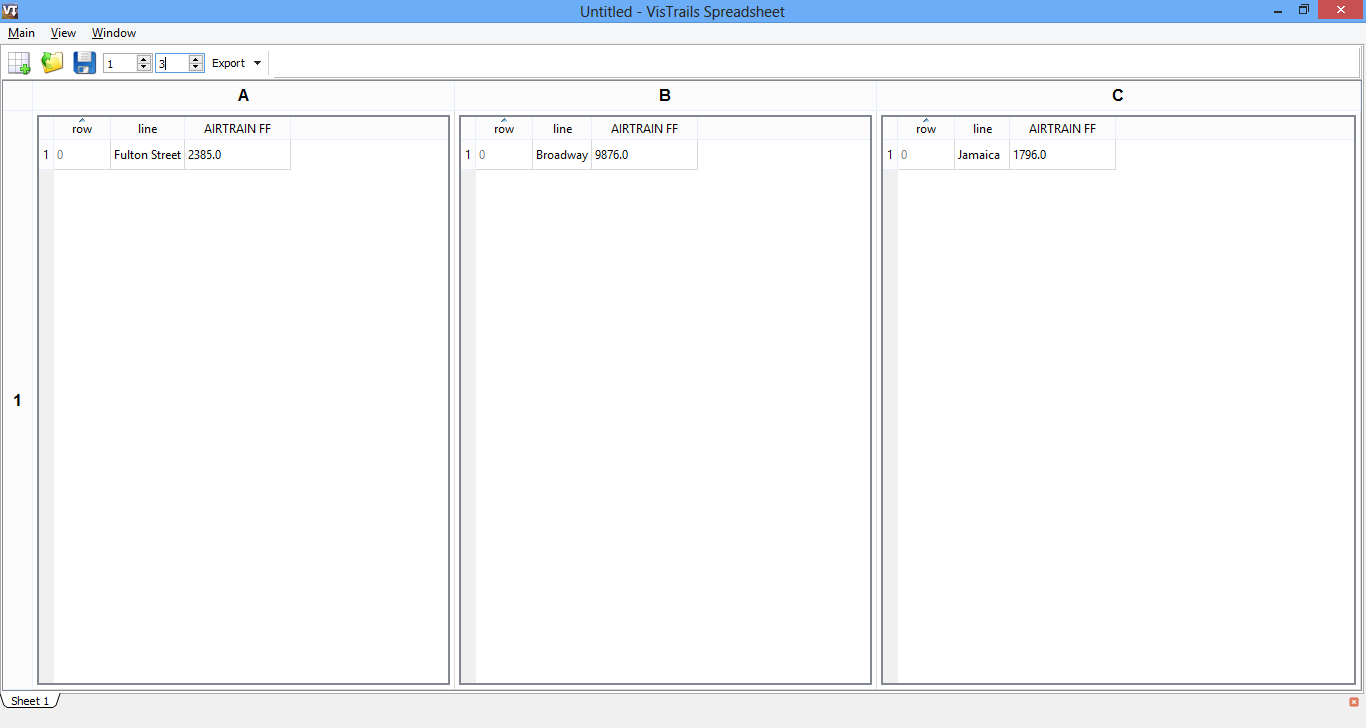 VT Untitled - VisTrails Spreadsheet
Main View Window
1 3 Export
A B C
row line AIRTRAIN FF row line AIRTRAIN FF row line AIRTRAIN FF
1 0 Fulton Street 2385.0 1 0 Broadway 9876.0 1 0 Jamaica 1796.0
1
Sheet 1